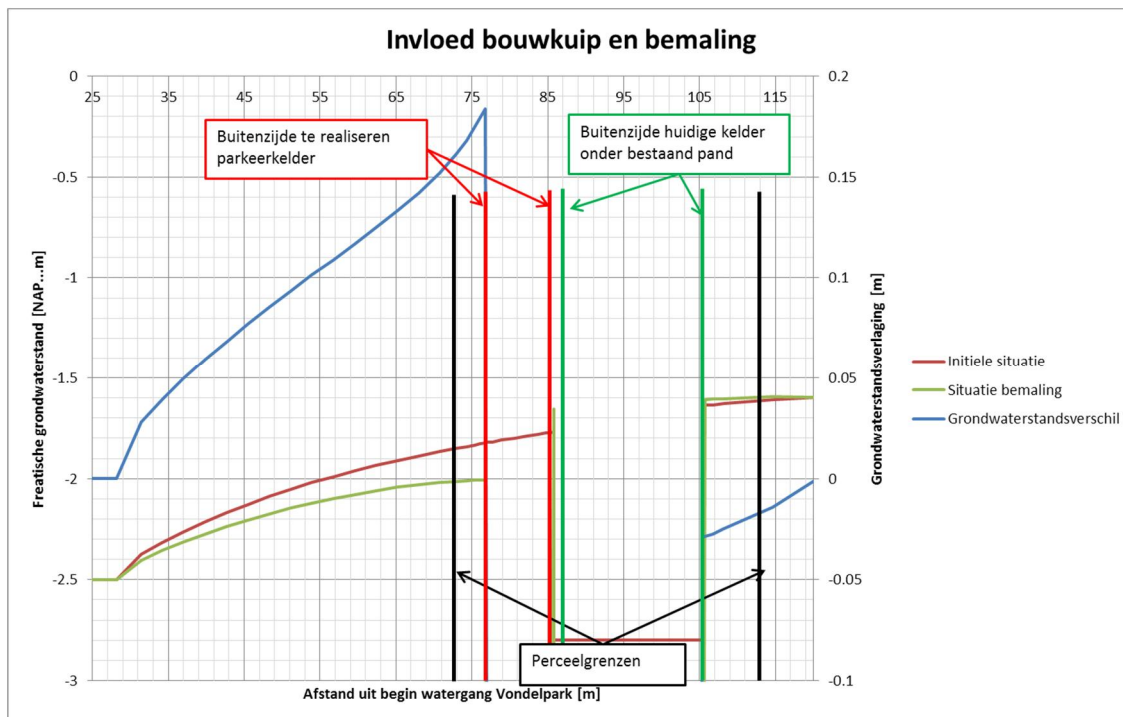 Invloed bouwkuip en bemaling
0
-0.5
-1
-1.5
-2
-2.5
-3
Freatische grondwaterstand [NAP...m]
25 35 45 55 65 75 85 95 105 115
Buitenzijde te realiseren
parkeerkelder
Buitenzijde huidige kelder
onder bestaand pand
Perceelgrenzen
Afstand uit begin watergang Vondelpark [m]
0.2
0.15
0.1
0.05
0
-0.05
-0.1
Grondwaterstandsverlaging [m]
Initiele situatie
Situatie bemaling
Grondwaterstandsverschil